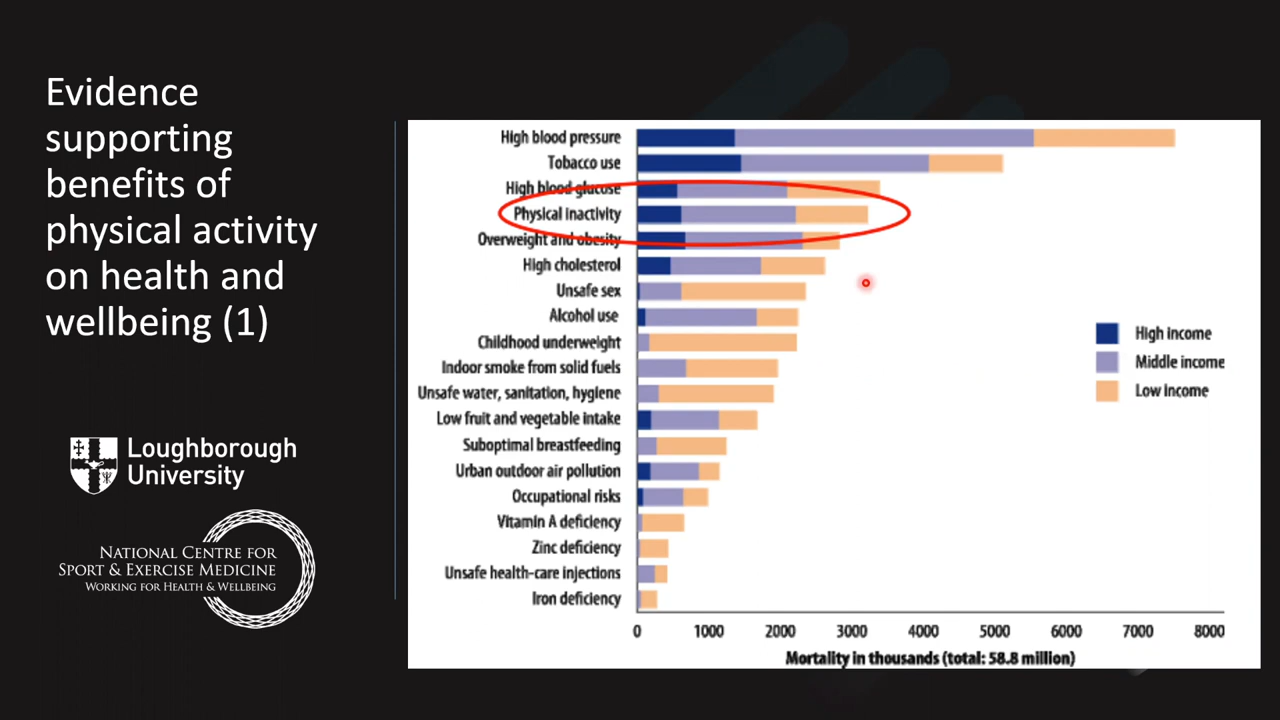 Evidence
supporting
benefits of
physical activity
on health and
wellbeing (1)
Loughborough
University
NATIONAL CENTRE FOR
SPORT & EXERCISE MEDICINE
WORKING FOR HEALTH & WELLBEING
High blood pressure
Tobacco use
High blood glucose
Physical inactivity
Overweight and obesity
High cholesterol
Unsafe sex
Alcohol use
Childhood underweight
Indoor smoke from solid fuels
Unsafe water, sanitation, hygiene
Low fruit and vegetable intake
Suboptimal breastfeeding
Urban outdoor air pollution
Occupational risks
Vitamin A deficiency
Zinc deficiency
Unsafe health-care injections
Iron deficiency
High income
Middle income
Low income
0 1000 2000 3000 4000 5000 6000 7000 8000
Mortality in thousands (total: 58.8 million)